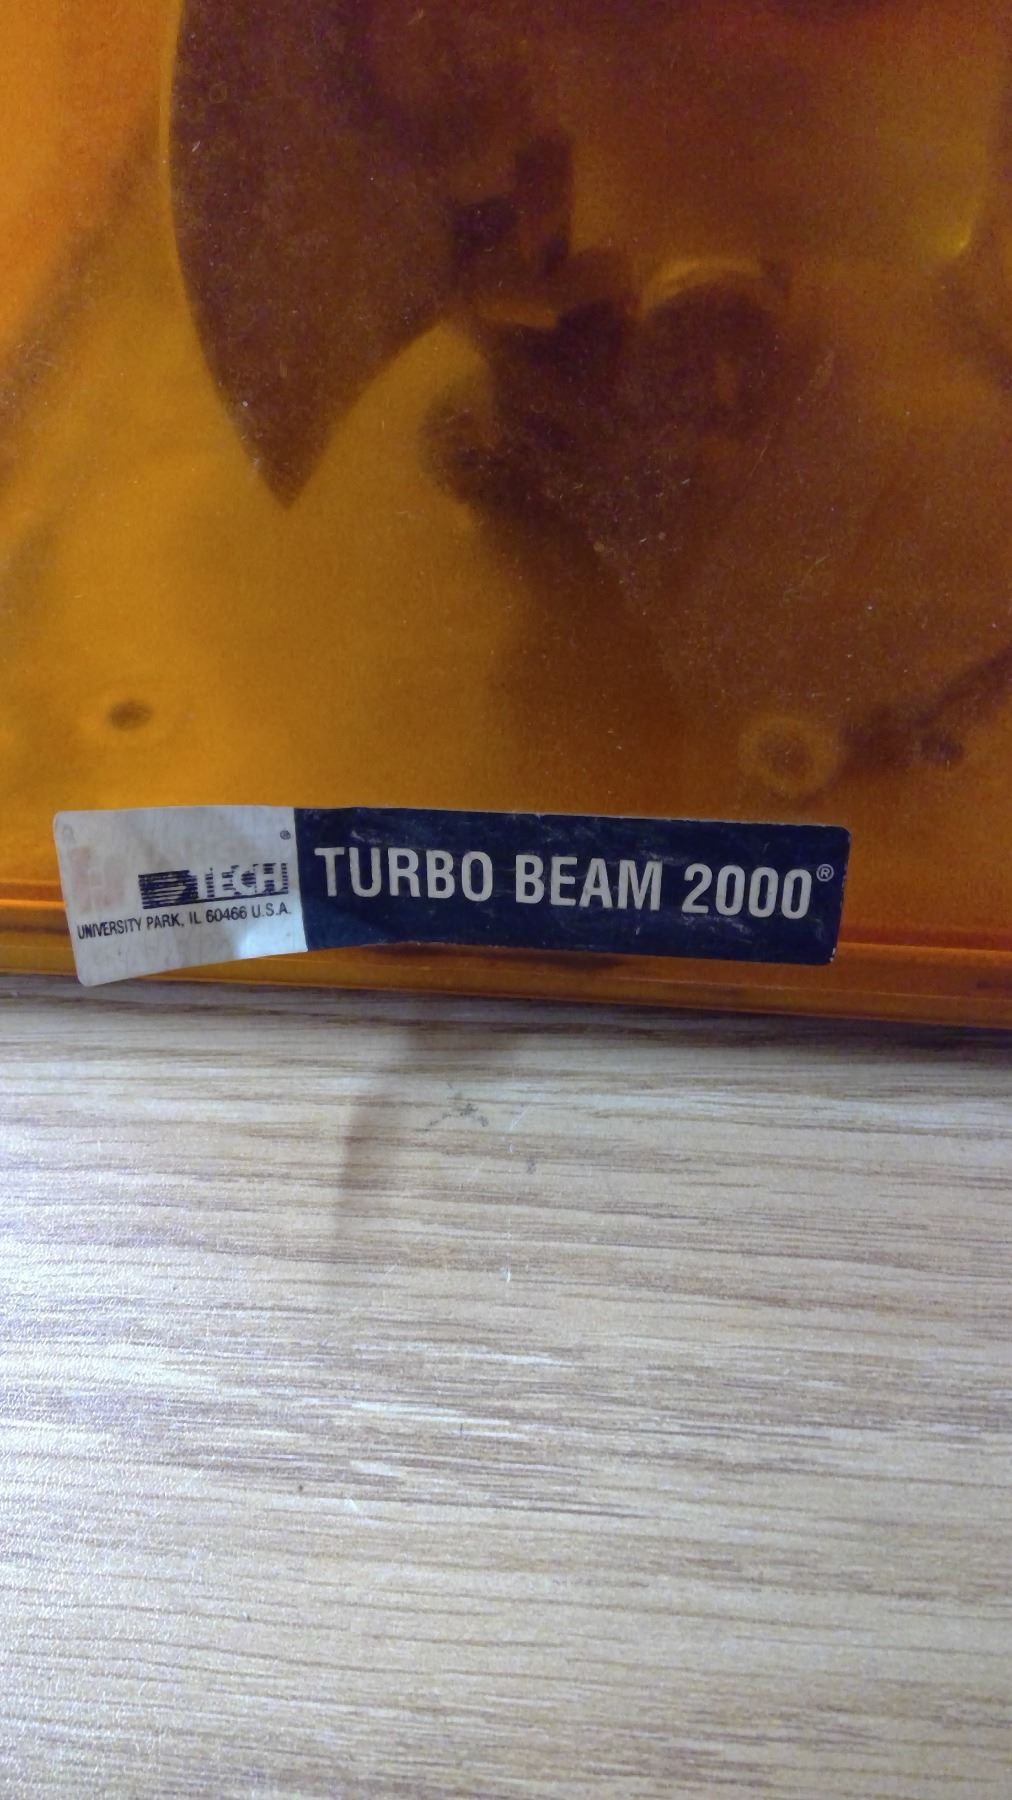 TECH®
UNIVERSITY PARK, IL 60466 U.S.A.
TURBO BEAM 2000®